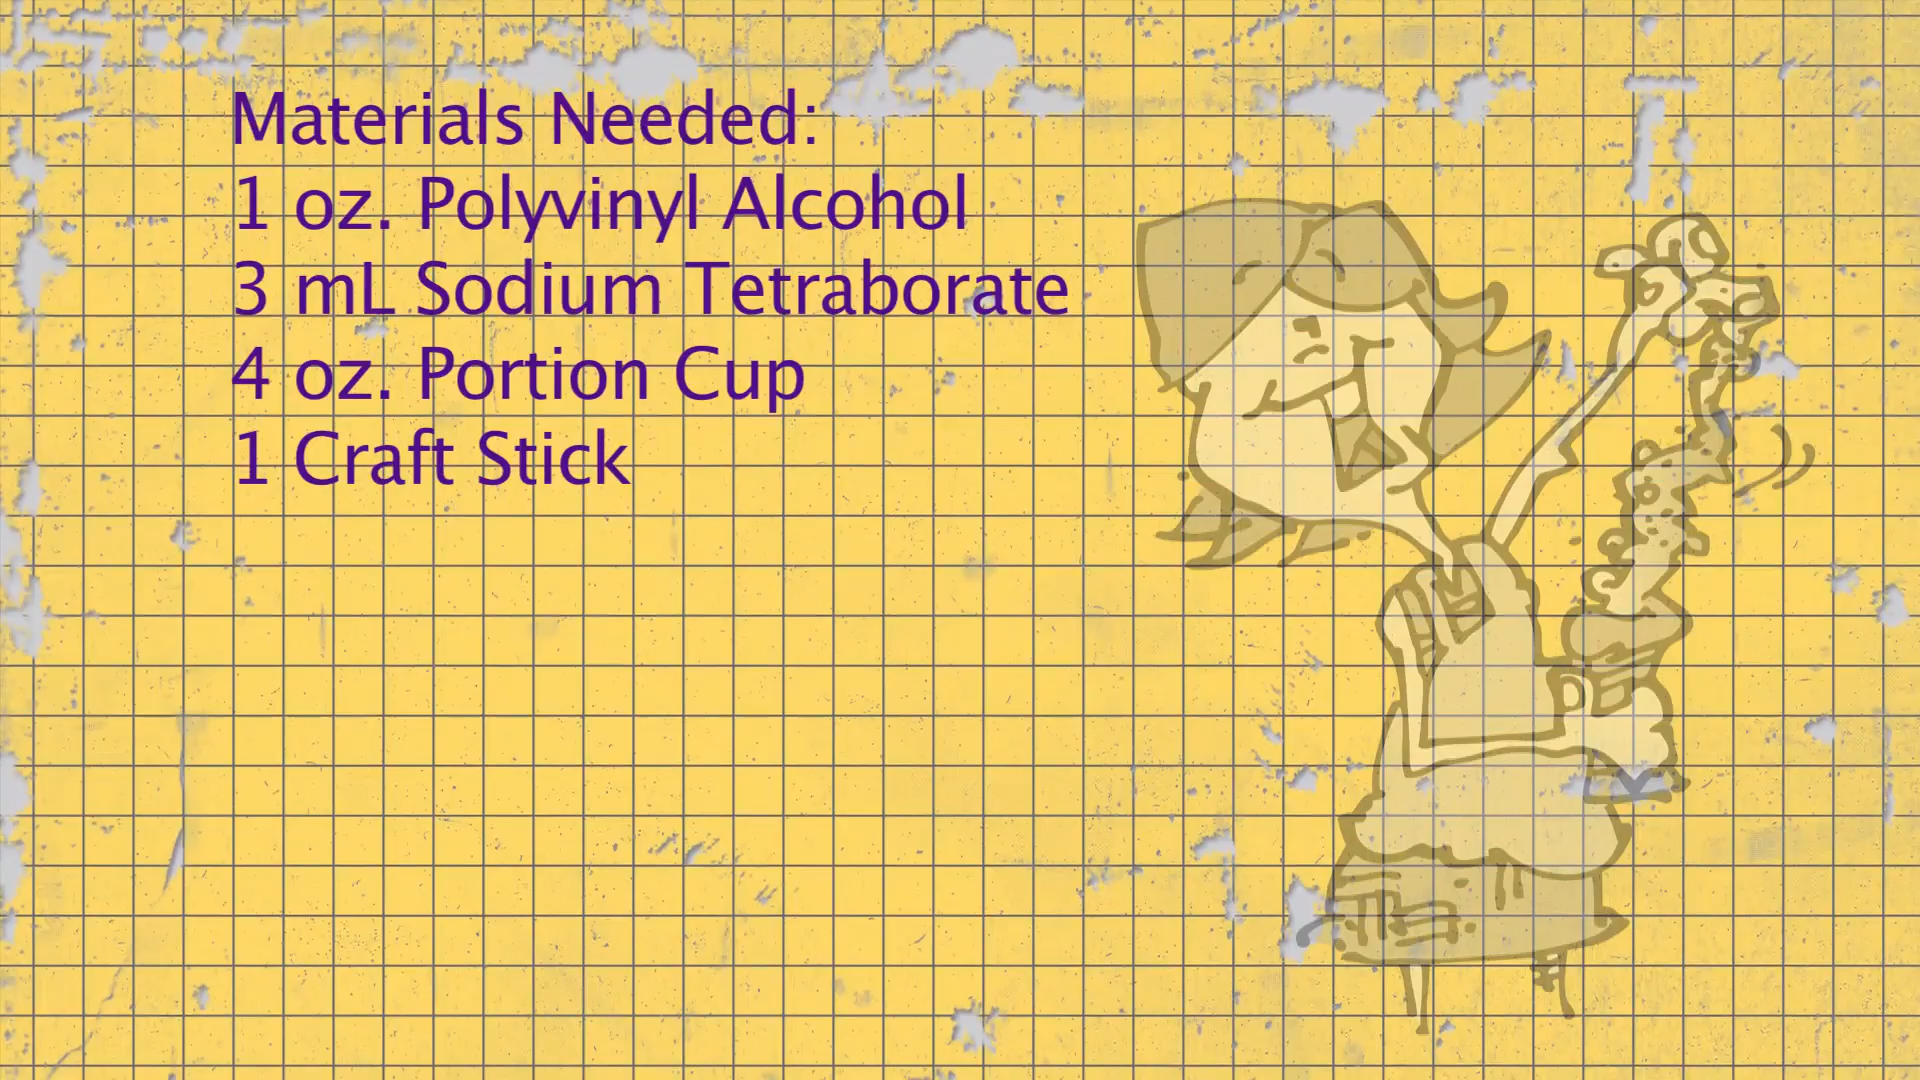 Materials Needed:
1 oz. Polyvinyl Alcohol
3 mL Sodium Tetraborate
4 oz. Portion Cup
1 Craft Stick